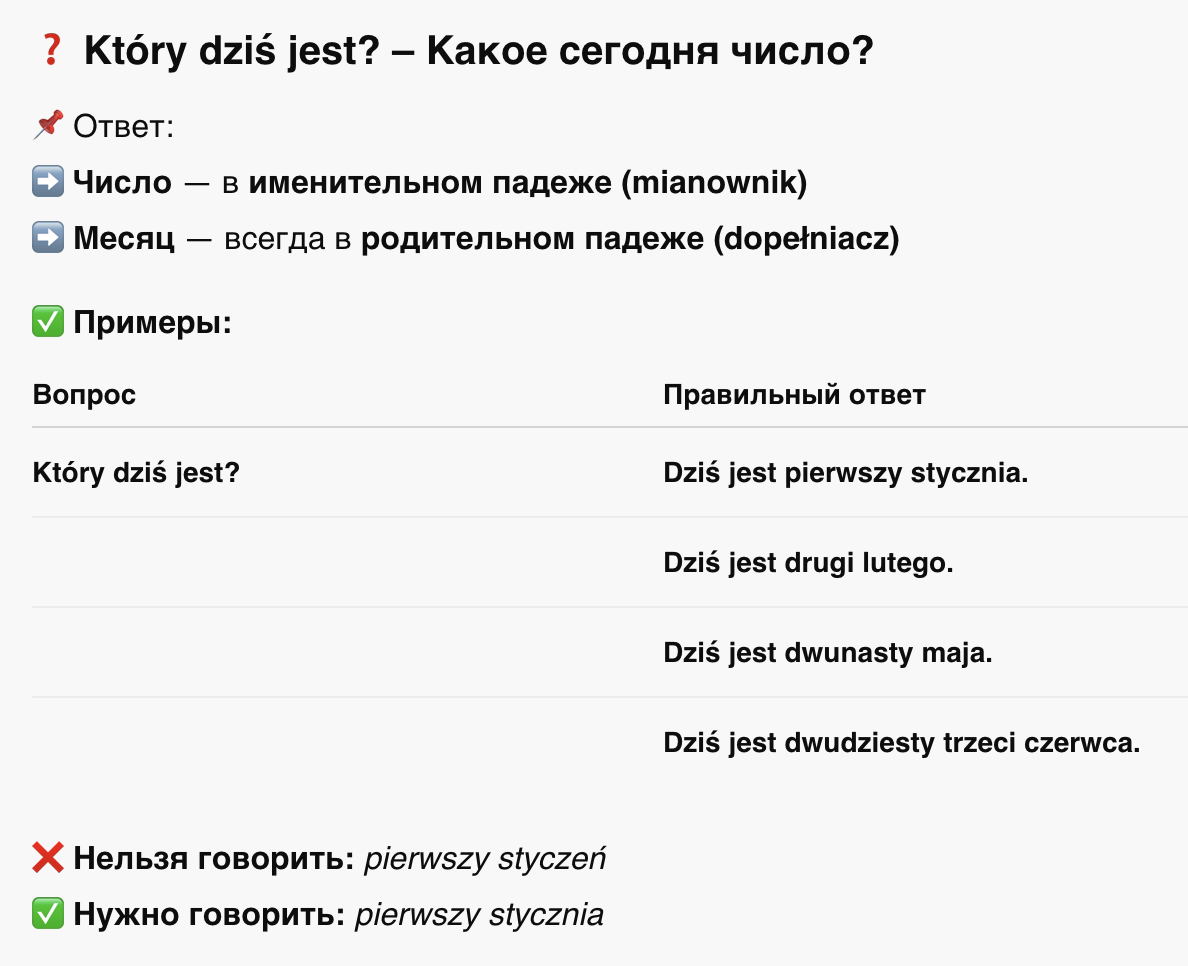 ❓ Który dziś jest? – Какое сегодня число?
📌 Ответ:
➡️ Число — в именительном падеже (mianownik)
➡️ Месяц — всегда в родительном падеже (dopełniacz)
✅ Примеры:
Вопрос Правильный ответ
Który dziś jest? Dziś jest pierwszy stycznia.
Dziś jest drugi lutego.
Dziś jest dwunasty maja.
Dziś jest dwudziesty trzeci czerwca.
❌ Нельзя говорить: pierwszy styczeń
✅ Нужно говорить: pierwszy stycznia